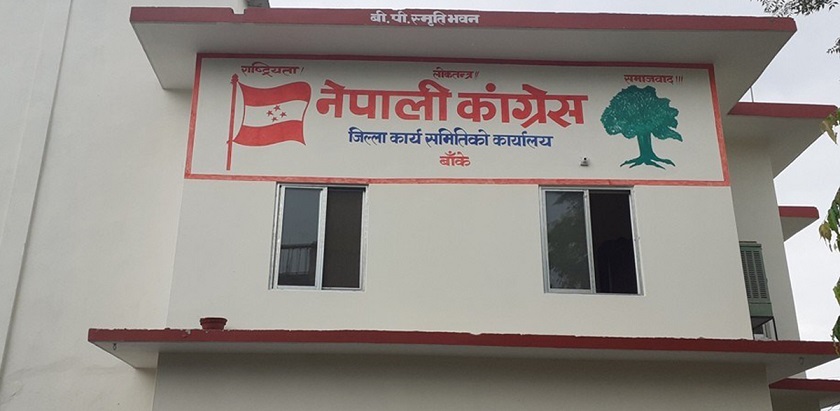 बी.पी.स्मृति भवन
राष्ट्रियता! लोकतन्त्र!! समाजवाद!!!
नेपाली कांग्रेस
जिल्ला कार्य समितिको कार्यालय
बाँके